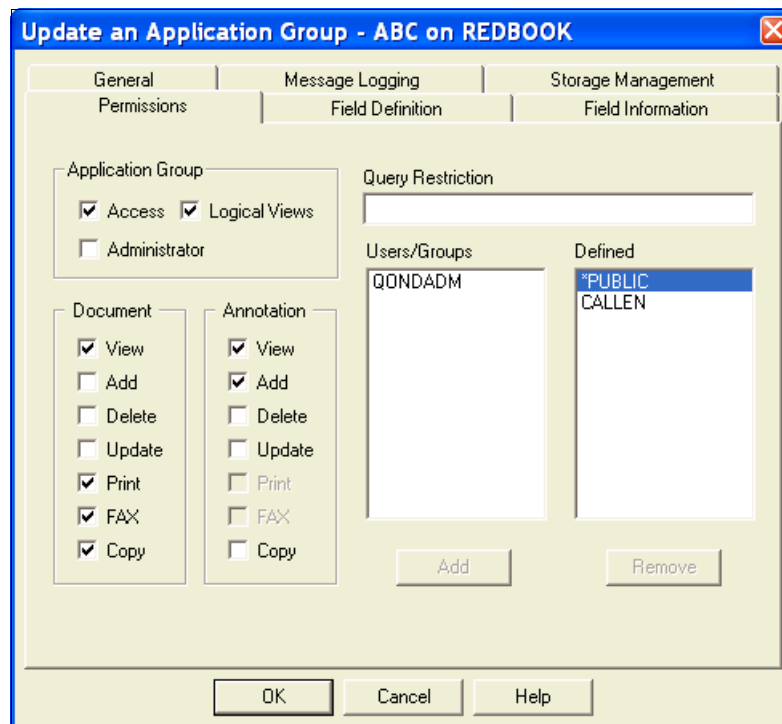 Update an Application Group - ABC on REDBOOK
General Message Logging Storage Management
Permissions Field Definition Field Information
Application Group
Access Logical Views
Administrator
Query Restriction
Users/Groups
QONDADM
Defined
*PUBLIC
CALLEN
Document
View
Add
Delete
Update
Print
FAX
Copy
Annotation
View
Add
Delete
Update
Print
FAX
Copy
Add Remove
OK Cancel Help